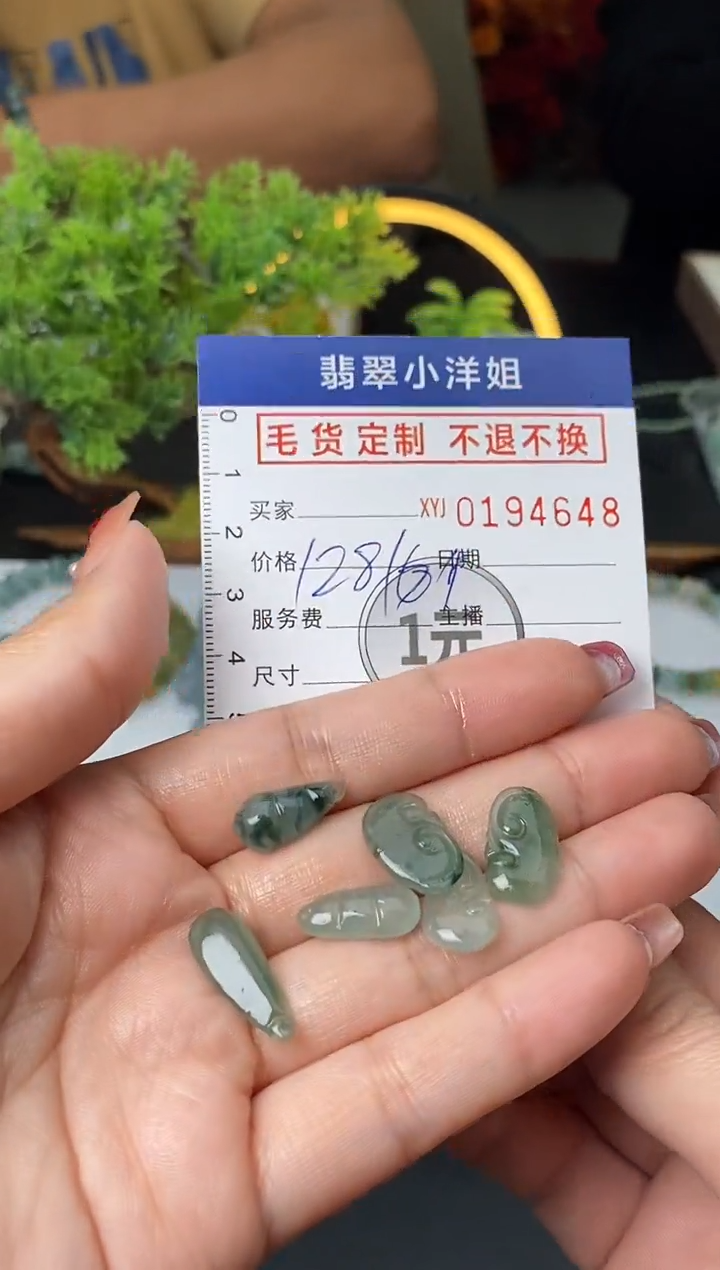 翡翠小洋姐
毛货定制 不退不换
0
1
买家 XYJ 0194648
2
价格 128/6 日期
3
服务费 主播
1元
4
尺寸